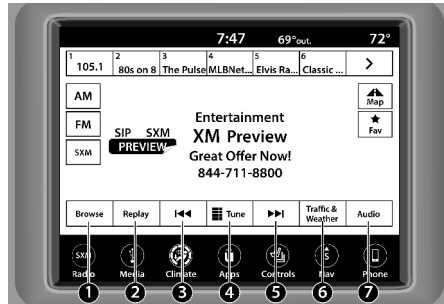 7:47 69°out. 72°
1 105.1 2 80s on 8 3 The Pulse 4 MLBNet... 5 Elvis Ra... 6 Classic ... >
AM
Map
FM
Fav
SXM
SIP SXM
PREVIEW
Entertainment
XM Preview
Great Offer Now!
844-711-8800
Browse Replay Tune Traffic & Weather Audio
SXM S
Radio Media Climate Apps Controls Nav Phone
1 2 3 4 5 6 7